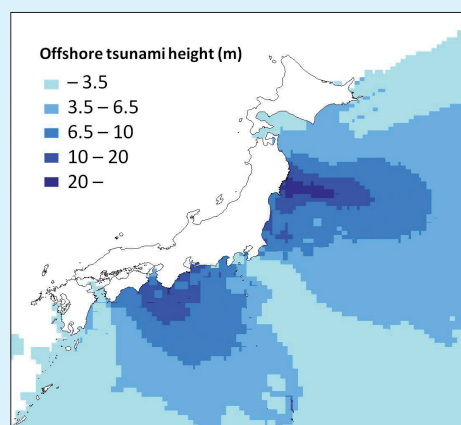 Offshore tsunami height (m)
– 3.5
3.5 – 6.5
6.5 – 10
10 – 20
20 –